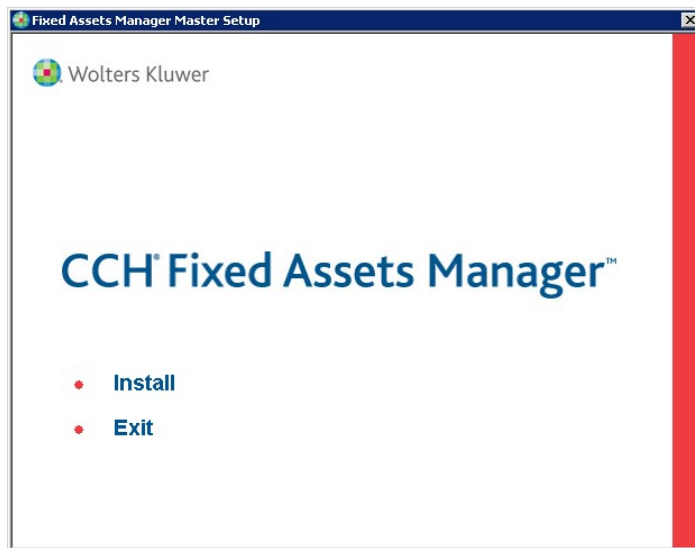 Fixed Assets Manager Master Setup
Wolters Kluwer
CCH® Fixed Assets Manager™
Install
Exit